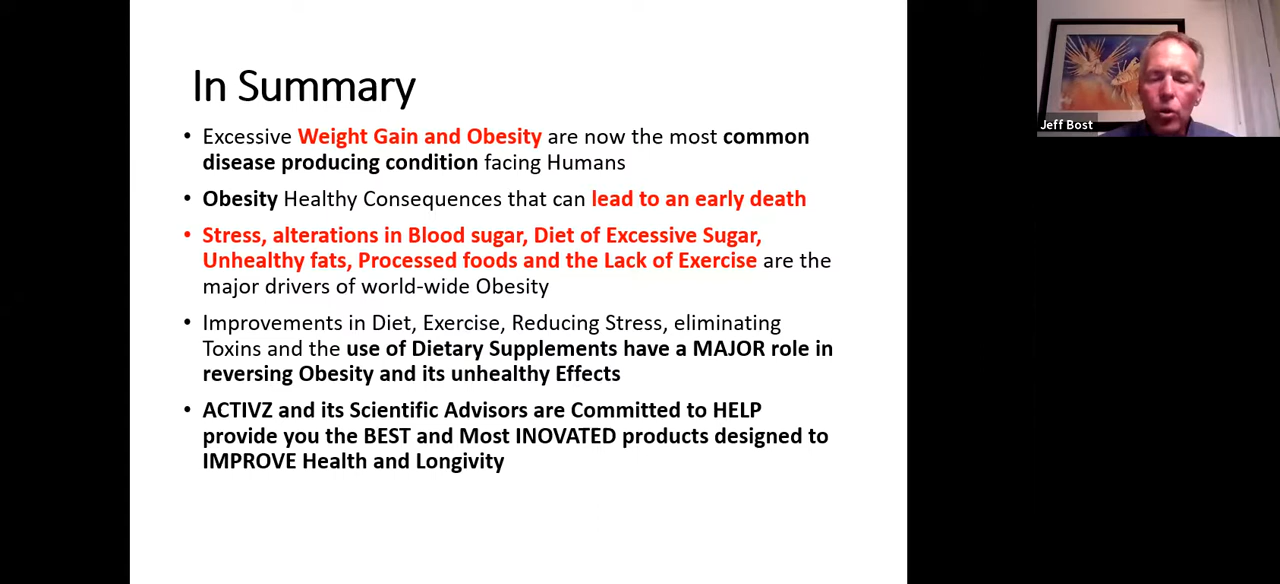 In Summary
• Excessive Weight Gain and Obesity are now the most common
disease producing condition facing Humans
• Obesity Healthy Consequences that can lead to an early death
• Stress, alterations in Blood sugar, Diet of Excessive Sugar,
Unhealthy fats, Processed foods and the Lack of Exercise are the
major drivers of world-wide Obesity
• Improvements in Diet, Exercise, Reducing Stress, eliminating
Toxins and the use of Dietary Supplements have a MAJOR role in
reversing Obesity and its unhealthy Effects
• ACTIVZ and its Scientific Advisors are Committed to HELP
provide you the BEST and Most INOVATED products designed to
IMPROVE Health and Longivity
Jeff Bost